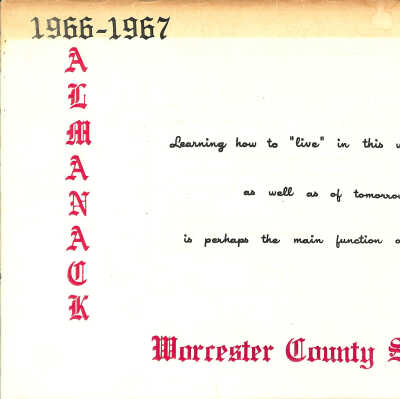 1966-1967
ALMANACK
Learning how to "live" in this
as well as of
is perhaps the main function
Worcester County